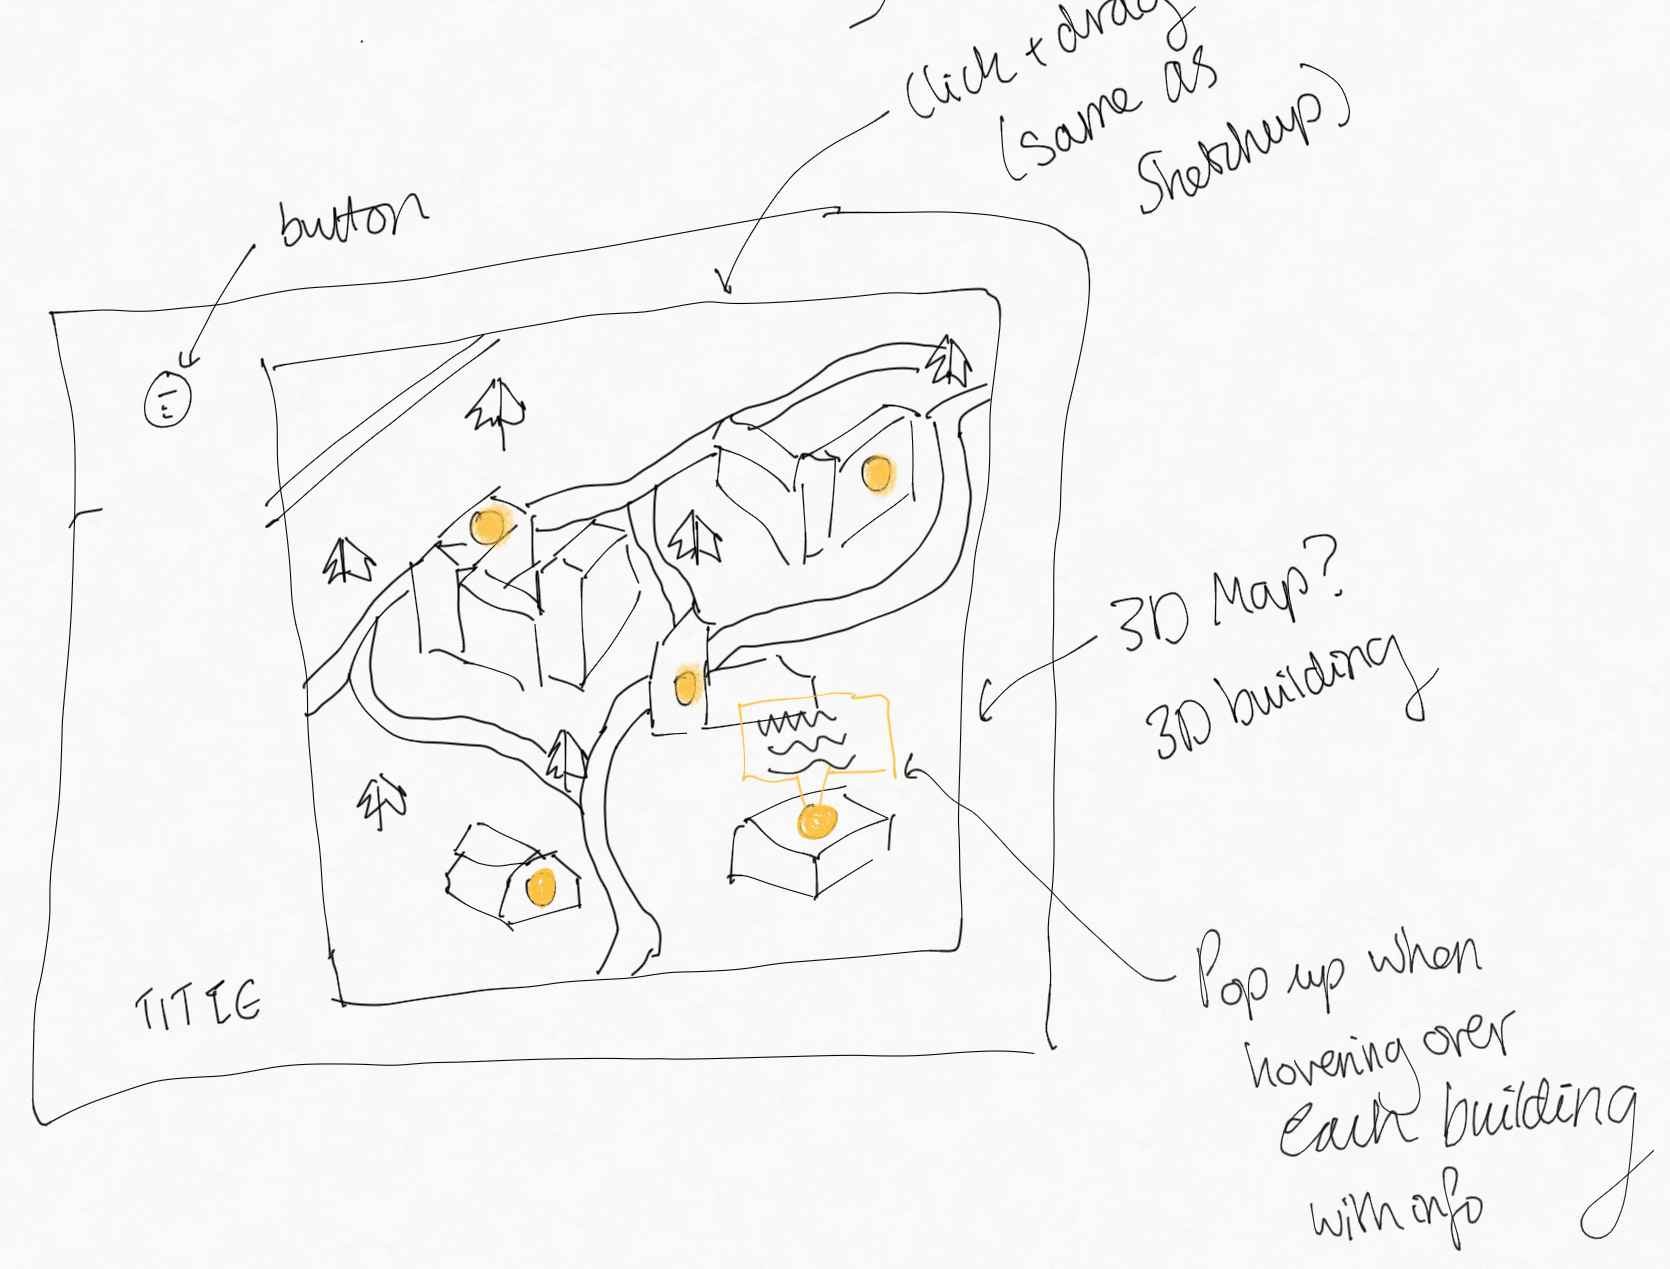 Click + drag
(same as
Sketchup)
button
3D Map?
3D building
Pop up when
hovering over
each building
with info
TITLE